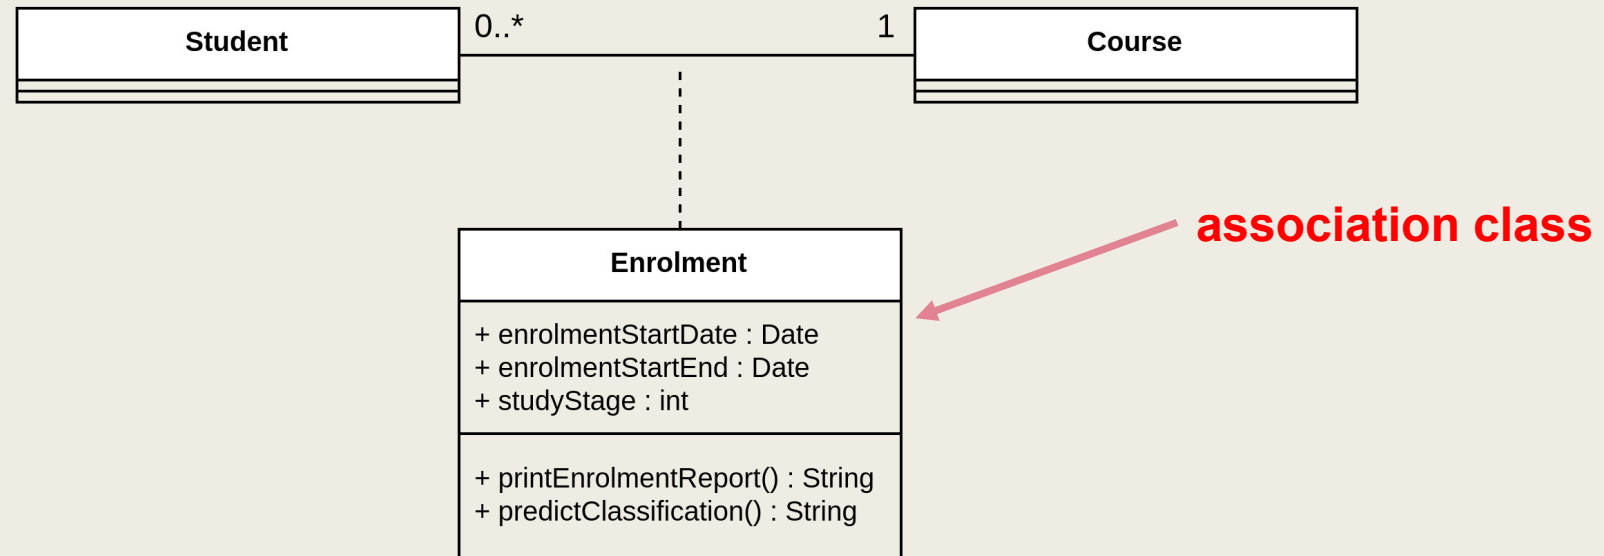 Student
0..*
1
Course
association class
Enrolment
+ enrolmentStartDate : Date
+ enrolmentStartEnd : Date
+ studyStage : int
+ printEnrolmentReport() : String
+ predictClassification() : String